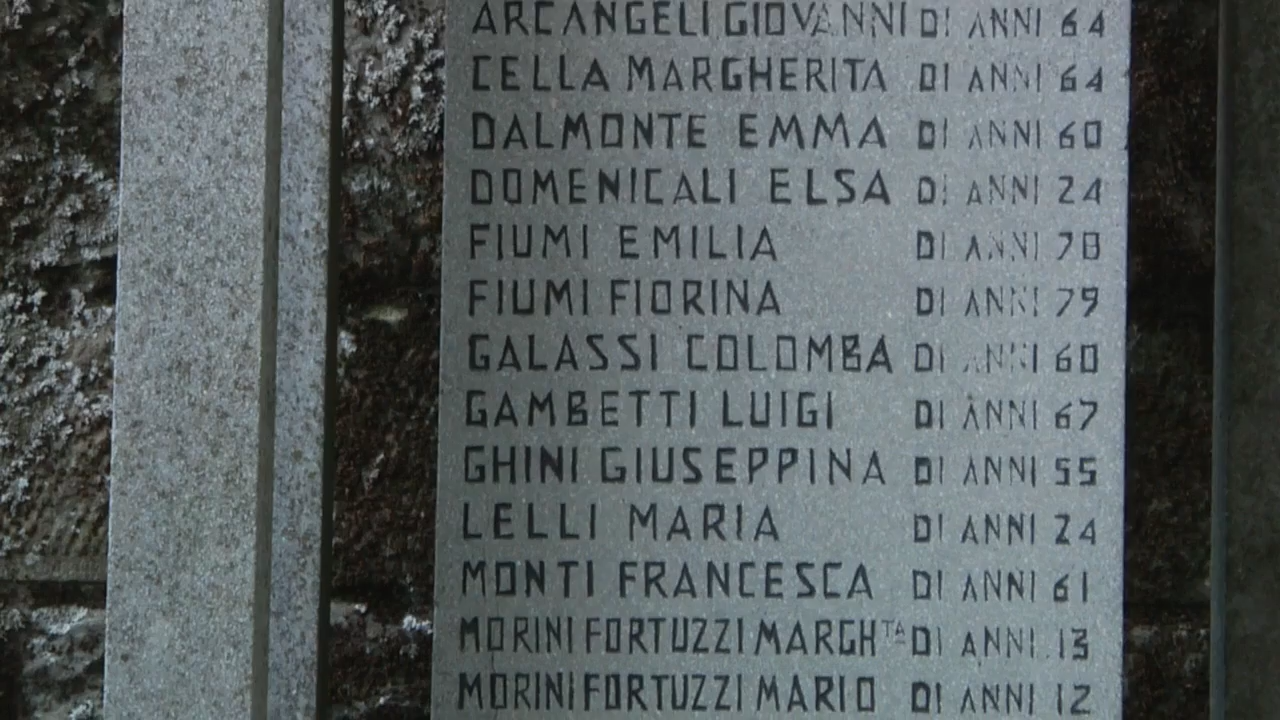 ARCANGELI GIOVANNI DI ANNI 64
CELLA MARGHERITA DI ANNI 64
DALMONTE EMMA DI ANNI 60
DOMENICALI ELSA DI ANNI 24
FIUMI EMILIA DI ANNI 78
FIUMI FIORINA DI ANNI 79
GALASSI COLOMBA DI ANNI 60
GAMBETTI LUIGI DI ANNI 67
GHINI GIUSEPPINA DI ANNI 55
LELLI MARIA DI ANNI 24
MONTI FRANCESCA DI ANNI 61
MORINI FORTUZZI MARGHTA DI ANNI 13
MORINI FORTUZZI MARIO DI ANNI 12